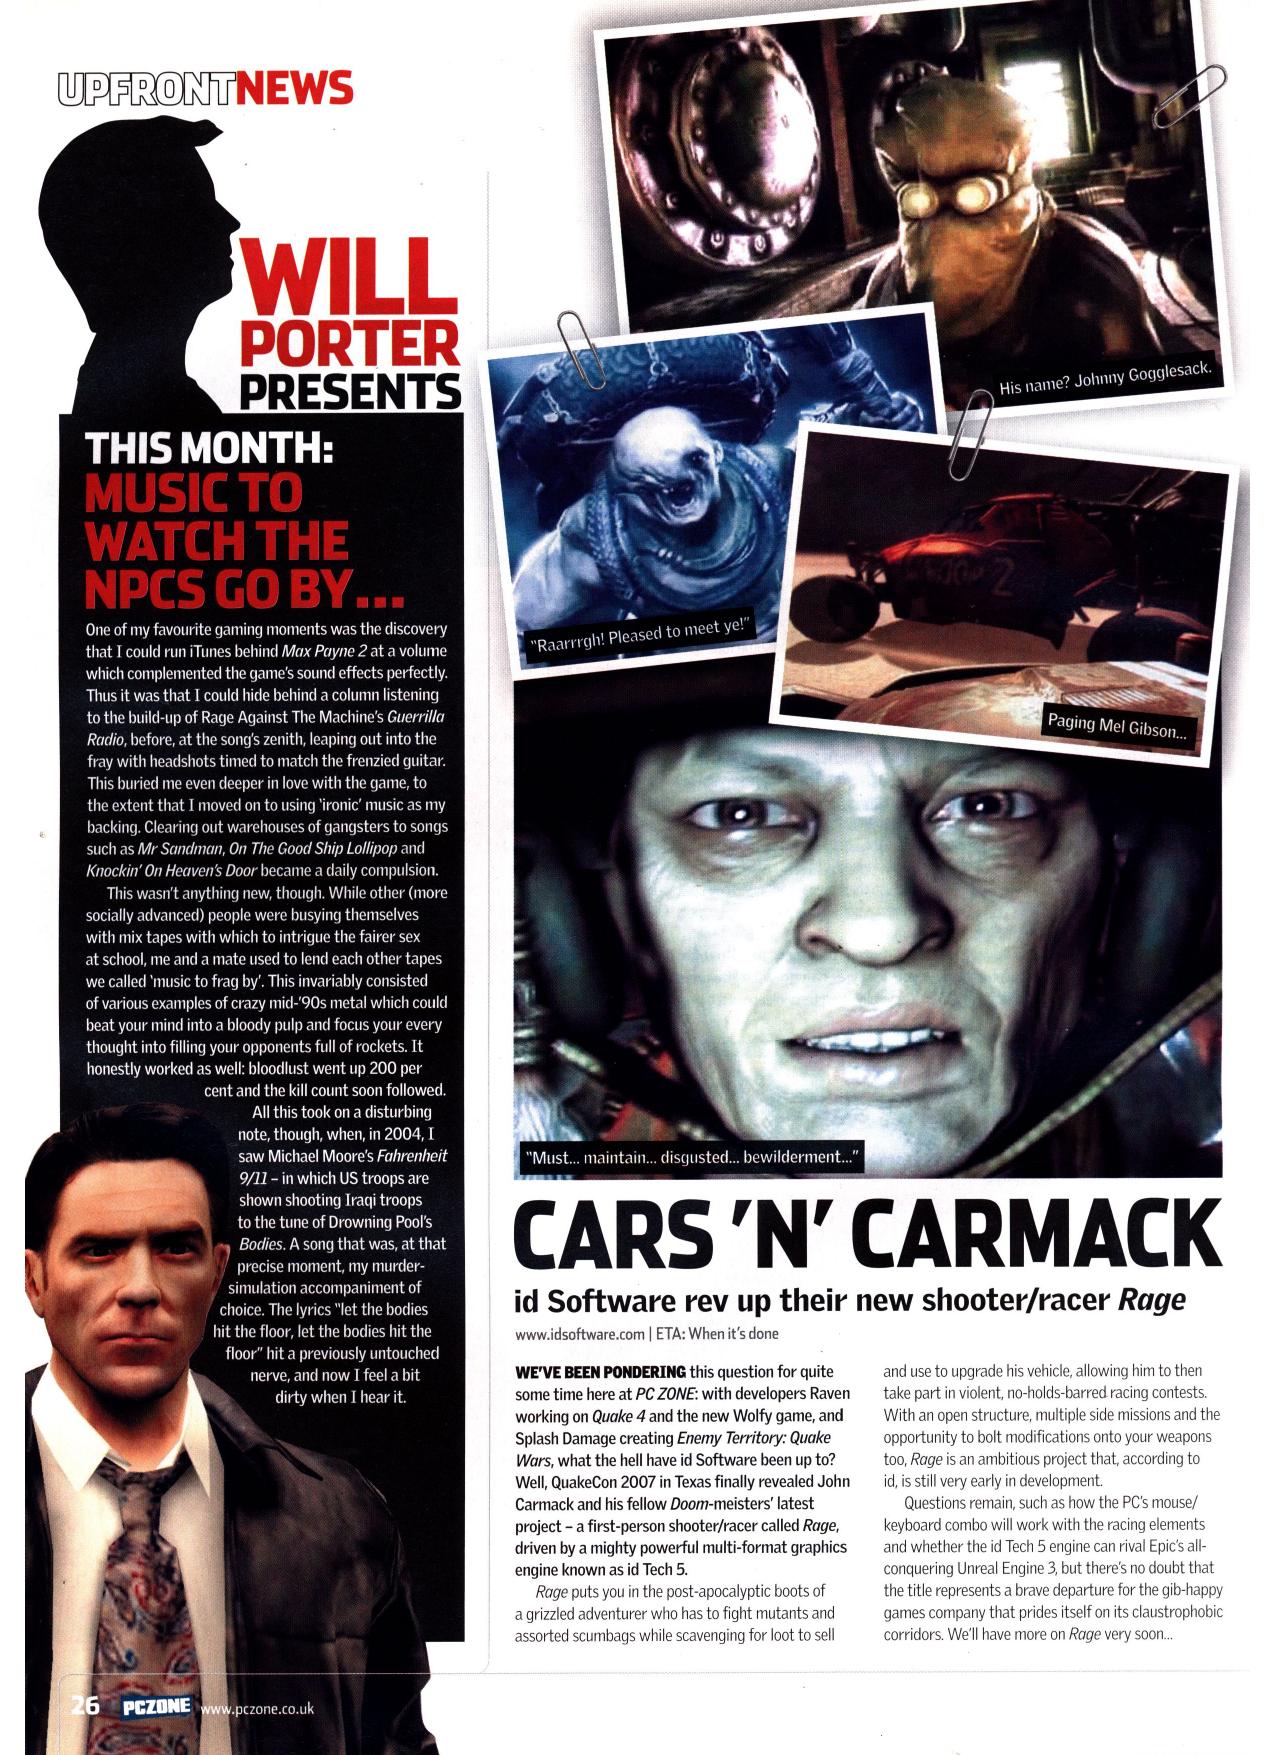 UPFRONTNEWS
WILL
PORTER
PRESENTS
THIS MONTH:
MUSIC TO
WATCH THE
NPCS GO BY...
One of my favourite gaming moments was the discovery
that I could run iTunes behind Max Payne 2 at a volume
which complemented the game's sound effects perfectly.
Thus it was that I could hide behind a column listening
to the build-up of Rage Against The Machine's Guerrilla
Radio, before, at the song's zenith, leaping out into the
fray with headshots timed to match the frenzied guitar.
This buried me even deeper in love with the game, to
the extent that I moved on to using 'ironic' music as my
backing. Clearing out warehouses of gangsters to songs
such as Mr Sandman, On The Good Ship Lollipop and
Knockin' On Heaven's Door became a daily compulsion.
This wasn't anything new, though. While other (more
socially advanced) people were busying themselves
with mix tapes with which to intrigue the fairer sex
at school, me and a mate used to lend each other tapes
we called 'music to frag by'. This invariably consisted
of various examples of crazy mid-'90s metal which could
beat your mind into a bloody pulp and focus your every
thought into filling your opponents full of rockets. It
honestly worked as well: bloodlust went up 200 per
cent and the kill count soon followed.
All this took on a disturbing
note, though, when, in 2004, I
saw Michael Moore's Fahrenheit
9/11 – in which US troops are
shown shooting Iraqi troops
to the tune of Drowning Pool's
Bodies. A song that was, at that
precise moment, my murder-
simulation accompaniment of
choice. The lyrics "let the bodies
hit the floor, let the bodies hit the
floor" hit a previously untouched
nerve, and now I feel a bit
dirty when I hear it.
His name? Johnny Gogglesack.
"Raarrrgh! Pleased to meet ye!"
Paging Mel Gibson...
"Must... maintain... disgusted... bewilderment..."
CARS 'N' CARMACK
id Software rev up their new shooter/racer Rage
www.idsoftware.com | ETA: When it's done
WE'VE BEEN PONDERING this question for quite
some time here at PC ZONE: with developers Raven
working on Quake 4 and the new Wolfy game, and
Splash Damage creating Enemy Territory: Quake
Wars, what the hell have id Software been up to?
Well, QuakeCon 2007 in Texas finally revealed John
Carmack and his fellow Doom-meisters' latest
project – a first-person shooter/racer called Rage,
driven by a mighty powerful multi-format graphics
engine known as id Tech 5.
Rage puts you in the post-apocalyptic boots of
a grizzled adventurer who has to fight mutants and
assorted scumbags while scavenging for loot to sell
and use to upgrade his vehicle, allowing him to then
take part in violent, no-holds-barred racing contests.
With an open structure, multiple side missions and the
opportunity to bolt modifications onto your weapons
too, Rage is an ambitious project that, according to
id, is still very early in development.
Questions remain, such as how the PC's mouse/
keyboard combo will work with the racing elements
and whether the id Tech 5 engine can rival Epic's all-
conquering Unreal Engine 3, but there's no doubt that
the title represents a brave departure for the gib-happy
games company that prides itself on its claustrophobic
corridors. We'll have more on Rage very soon...
26 PCZONE www.pczone.co.uk